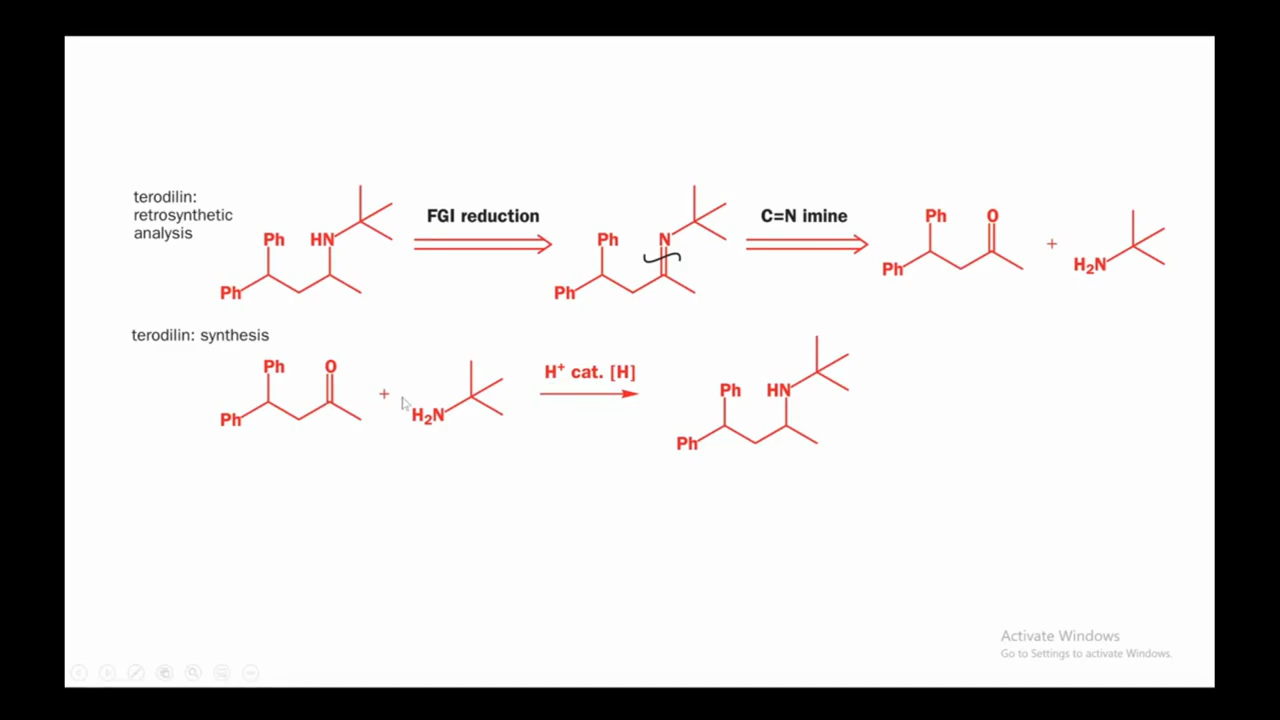 terodilin:
retrosynthetic
analysis
Ph
HN
Ph
FGI reduction
Ph
N
Ph
C=N imine
Ph
O
Ph
+
H₂N
terodilin: synthesis
Ph
O
Ph
+
H₂N
H⁺ cat. [H]
Ph
HN
Ph
Activate Windows
Go to Settings to activate Windows.